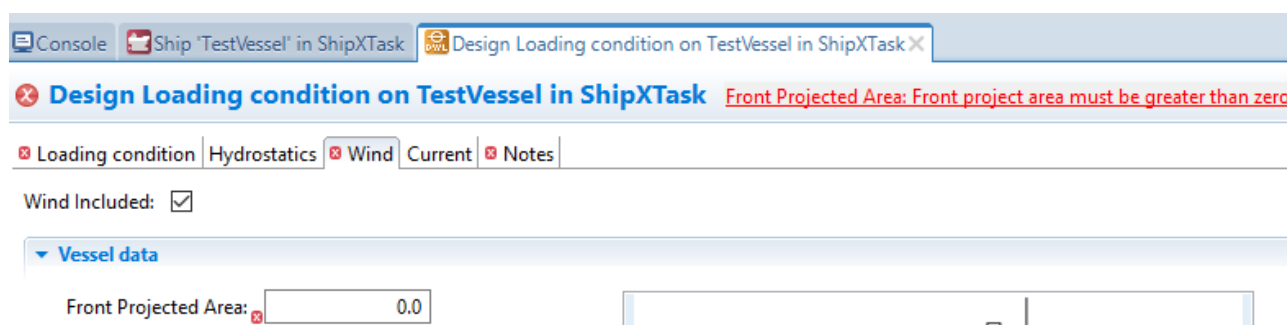 Console Ship 'TestVessel' in ShipXTask DWL Design Loading condition on TestVessel in ShipXTask
Design Loading condition on TestVessel in ShipXTask Front Projected Area: Front project area must be greater than zero
Loading condition Hydrostatics Wind Current Notes
Wind Included:
Vessel data
Front Projected Area: 0.0